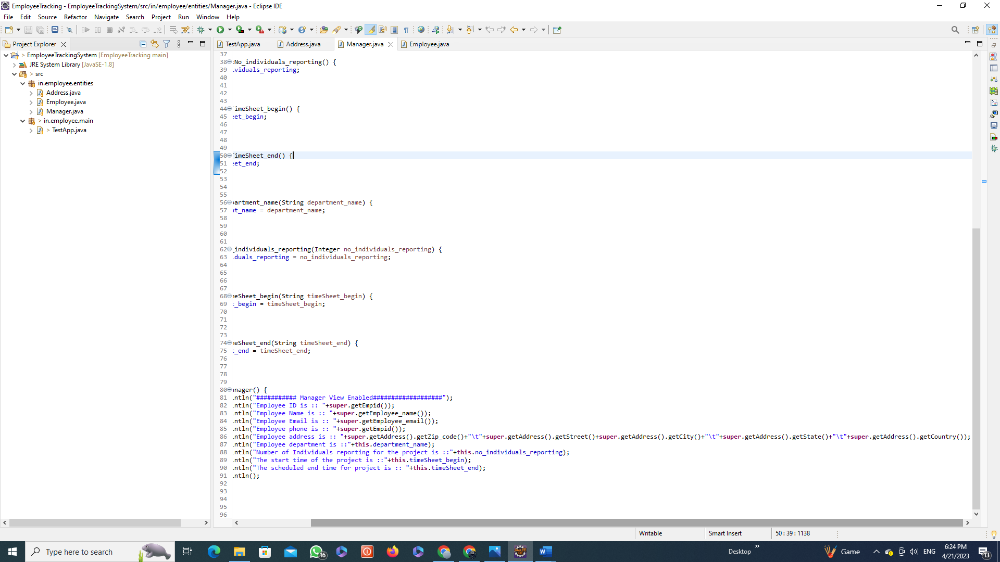 EmployeeTracking - EmployeeTrackingSystem/src/in/employee/entities/Manager.java - Eclipse IDE
File Edit Source Refactor Navigate Search Project Run Window Help
Project Explorer
TestApp.java Address.java Manager.java Employee.java
> EmployeeTrackingSystem [EmployeeTracking main]
JRE System Library [JavaSE-1.8]
> src
in.employee.entities
Address.java
Employee.java
Manager.java
> in.employee.main
> TestApp.java
37
38 :No_individuals_reporting() {
39 .viduals_reporting;
40
41
42
43
44 TimeSheet_begin() {
45 et_begin;
46
47
48
49
50 TimeSheet_end() {
51 et_end;
52
53
54
55
56 partment_name(String department_name) {
57 t_name = department_name;
58
59
60
61
62 _individuals_reporting(Integer no_individuals_reporting) {
63 duals_reporting = no_individuals_reporting;
64
65
66
67
68 eSheet_begin(String timeSheet_begin) {
69 _begin = timeSheet_begin;
70
71
72
73
74 eSheet_end(String timeSheet_end) {
75 _end = timeSheet_end;
76
77
78
79
80 nager() {
81 ntln("########### Manager View Enabled###################");
82 ntln("Employee ID is :: "+super.getEmpid());
83 ntln("Employee Name is :: "+super.getEmployee_name());
84 ntln("Employee Email is :: "+super.getEmployee_email());
85 ntln("Employee phone is :: "+super.getEmpid());
86 ntln("Employee address is :: "+super.getAddress().getZip_code()+"\t"+super.getAddress().getStreet()+super.getAddress().getCity()+"\t"+super.getAddress().getState()+"\t"+super.getAddress().getCountry());
87 ntln("Employee department is ::"+this.department_name);
88 ntln("Number of Individuals reporting for the project is ::"+this.no_individuals_reporting);
89 ntln("The start time of the project is ::"+this.timeSheet_begin);
90 ntln("The scheduled end time for project is :: "+this.timeSheet_end);
91 ntln();
92
93
94
95
96
Writable Smart Insert 50 : 39 : 1138
Type here to search
16
Desktop
Game
ENG
6:24 PM
4/21/2023
13